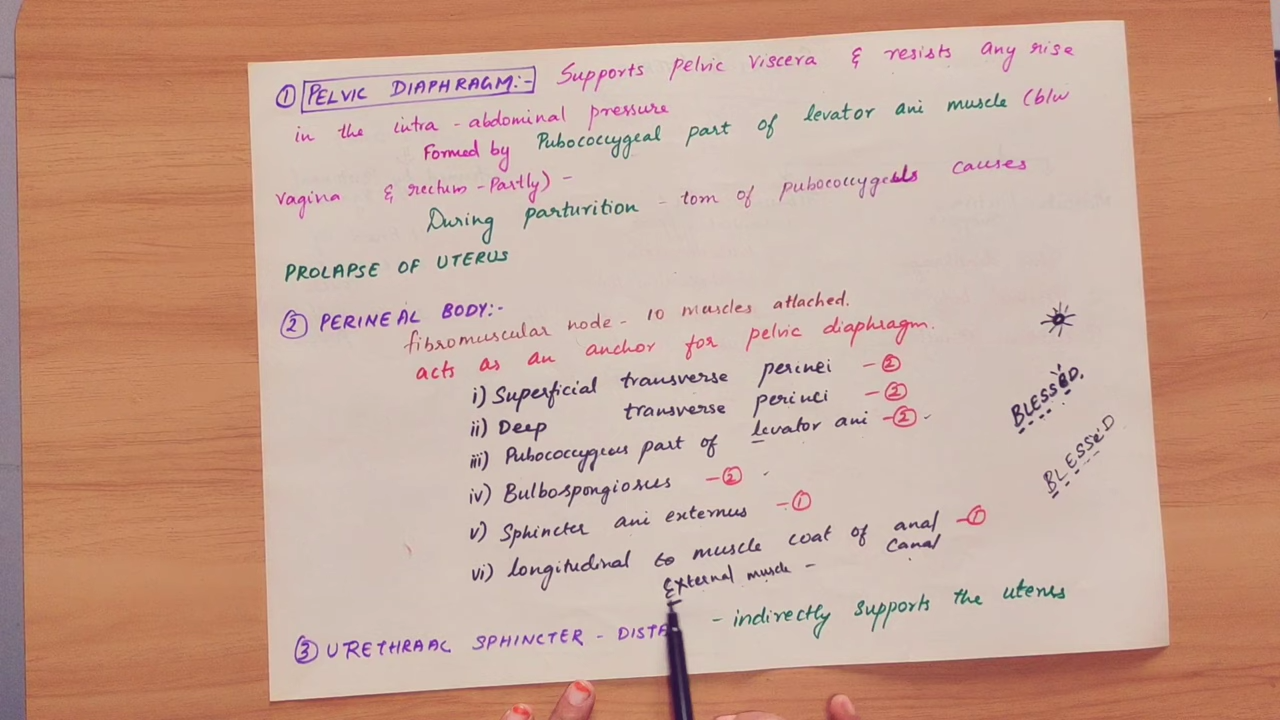 ① PELVIC DIAPHRAGM:- Supports pelvic viscera & resists any rise
in the intra-abdominal pressure
Formed by Pubococcygeal part of levator ani muscle (b/w
vagina & rectum - Partly) -
During parturition - torn of pubococcygeus causes
PROLAPSE OF UTERUS
② PERINEAL BODY:-
fibromuscular node - 10 muscles attached.
acts as an anchor for pelvic diaphragm.
i) Superficial transverse perinei - ②
ii) Deep transverse perinei - ②
iii) Pubococcygeus part of levator ani - ②
iv) Bulbospongiosus - ②
v) Sphincter ani externus - ①
vi) longitudinal to muscle coat of anal - ①
canal
External muscle -
③ URETHRAAL SPHINCTER - DISTA - indirectly supports the uterus
BLESSED.
BLESSED